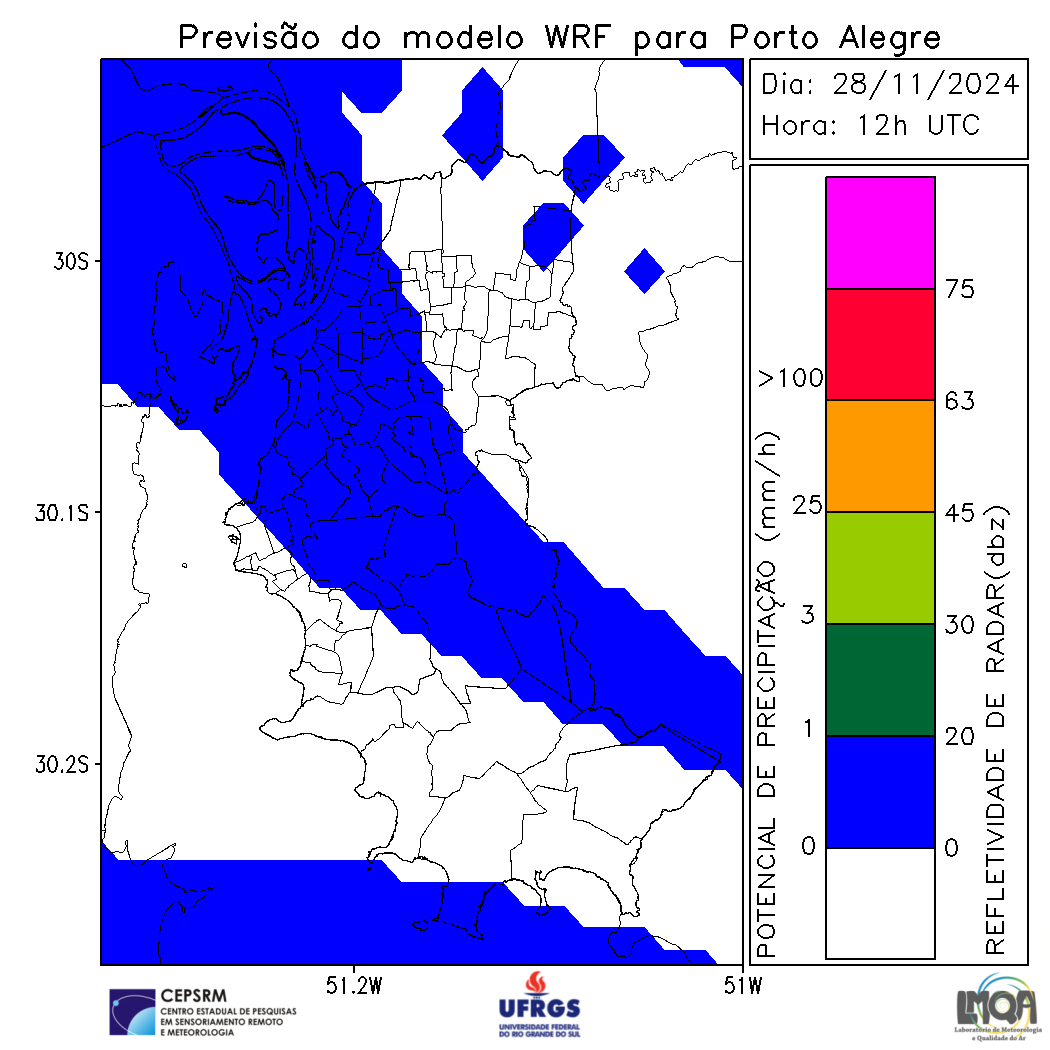 Previsão do modelo WRF para Porto Alegre
Dia: 28/11/2024
Hora: 12h UTC
30S
30.1S
30.2S
51.2W
51W
POTENCIAL DE PRECIPITAÇÃO (mm/h)
>100
25
3
1
0
75
63
45
30
20
0
REFLETIVIDADE DE RADAR(dbz)
CEPSRM
CENTRO ESTADUAL DE PESQUISAS
EM SENSORIAMENTO REMOTO
E METEOROLOGIA
UFRGS
UNIVERSIDADE FEDERAL
DO RIO GRANDE DO SUL
LMQA
Laboratório de Meteorologia
e Qualidade do Ar